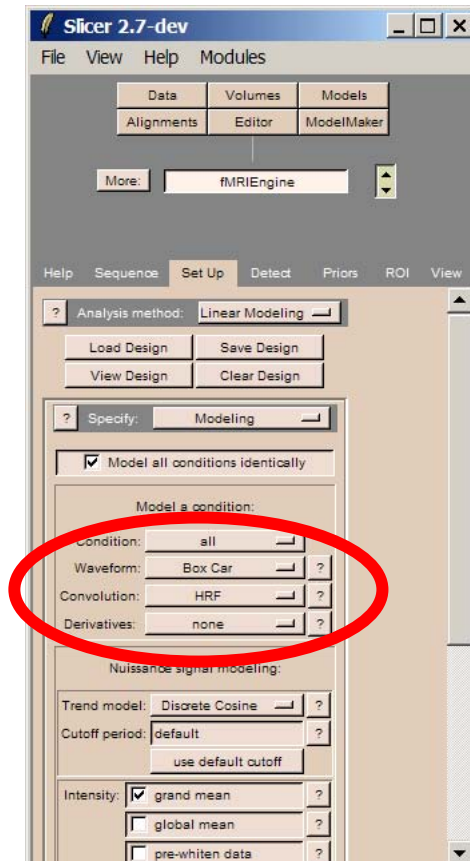 Slicer 2.7-dev
File View Help Modules
Data Volumes Models
Alignments Editor ModelMaker
More: fMRIEngine
Help Sequence Set Up Detect Priors ROI View
? Analysis method: Linear Modeling
Load Design Save Design
View Design Clear Design
? Specify: Modeling
Model all conditions identically
Model a condition:
Condition: all
Waveform: Box Car ?
Convolution: HRF ?
Derivatives: none ?
Nuissance signal modeling:
Trend model: Discrete Cosine ?
Cutoff period: default ?
use default cutoff
Intensity: grand mean ?
global mean ?
pre-whiten data ?